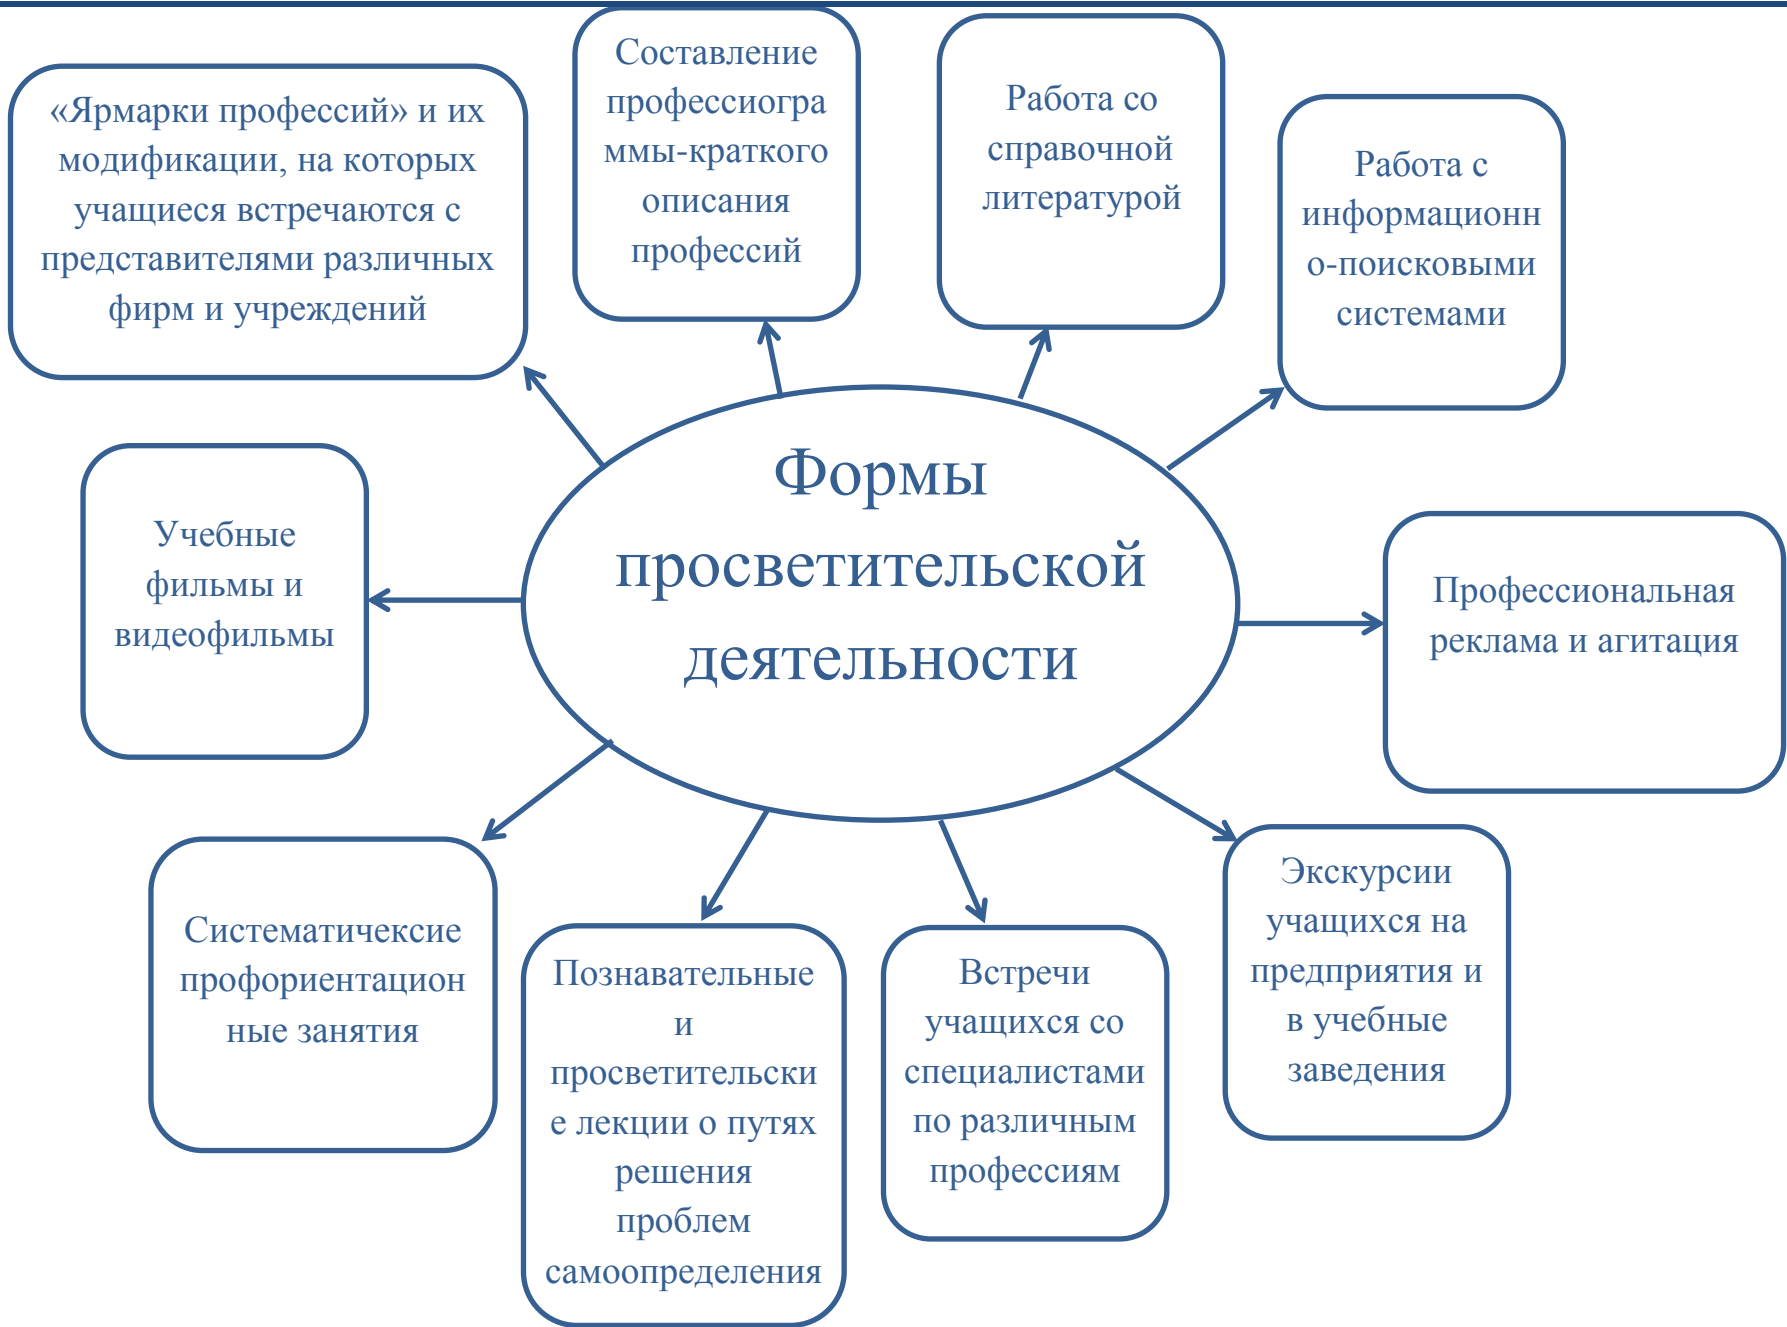 Составление
профессиогра
ммы-краткого
описания
профессий
Работа со
справочной
литературой
«Ярмарки профессий» и их
модификации, на которых
учащиеся встречаются с
представителями различных
фирм и учреждений
Работа с
информационн
о-поисковыми
системами
Формы
просветительской
деятельности
Учебные
фильмы и
видеофильмы
Профессиональная
реклама и агитация
Систематичексие
профориентацион
ные занятия
Познавательные
и
просветительски
е лекции о путях
решения
проблем
самоопределения
Встречи
учащихся со
специалистами
по различным
профессиям
Экскурсии
учащихся на
предприятия и
в учебные
заведения